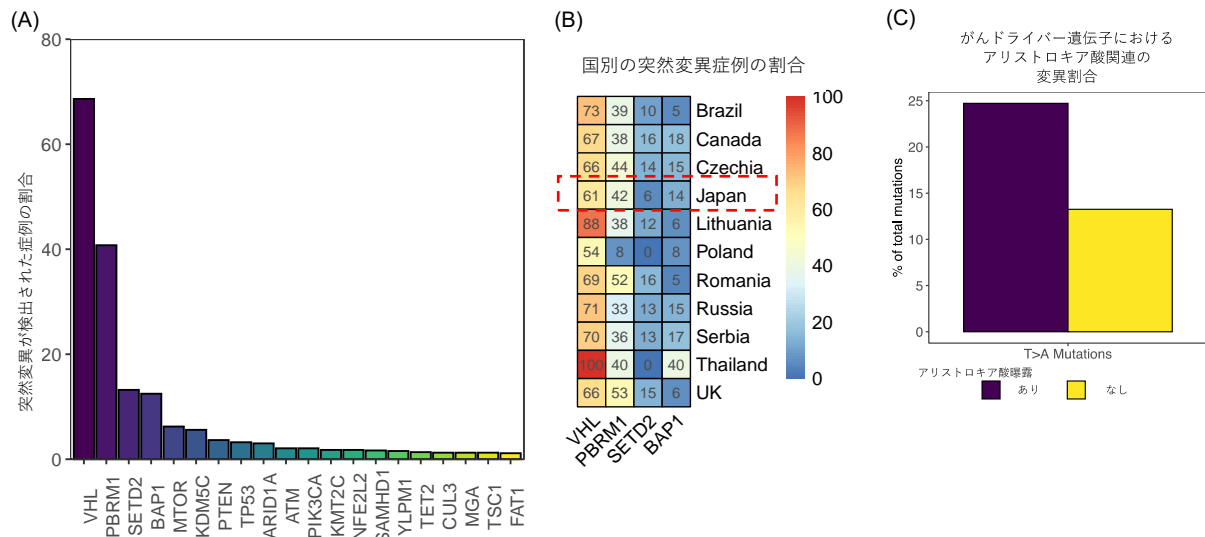 (A)
突然変異が検出された症例の割合
80
60
40
20
0
VHL
PBRM1
SETD2
BAP1
MTOR
KDM5C
PTEN
TP53
ARID1A
ATM
PIK3CA
KMT2C
NFE2L2
SAMHD1
YLPM1
TET2
CUL3
MGA
TSC1
FAT1
(B)
国別の突然変異症例の割合
73 39 10 5 Brazil
67 38 16 18 Canada
66 44 14 15 Czechia
61 42 6 14 Japan
88 38 12 6 Lithuania
54 8 0 8 Poland
69 52 16 5 Romania
71 33 13 15 Russia
70 36 13 17 Serbia
100 40 0 40 Thailand
66 53 15 6 UK
VHL
PBRM1
SETD2
BAP1
100
80
60
40
20
0
(C)
がんドライバー遺伝子における
アリストロキア酸関連の
変異割合
% of total mutations
25
20
15
10
5
0
T>A Mutations
アリストロキア酸曝露
あり なし